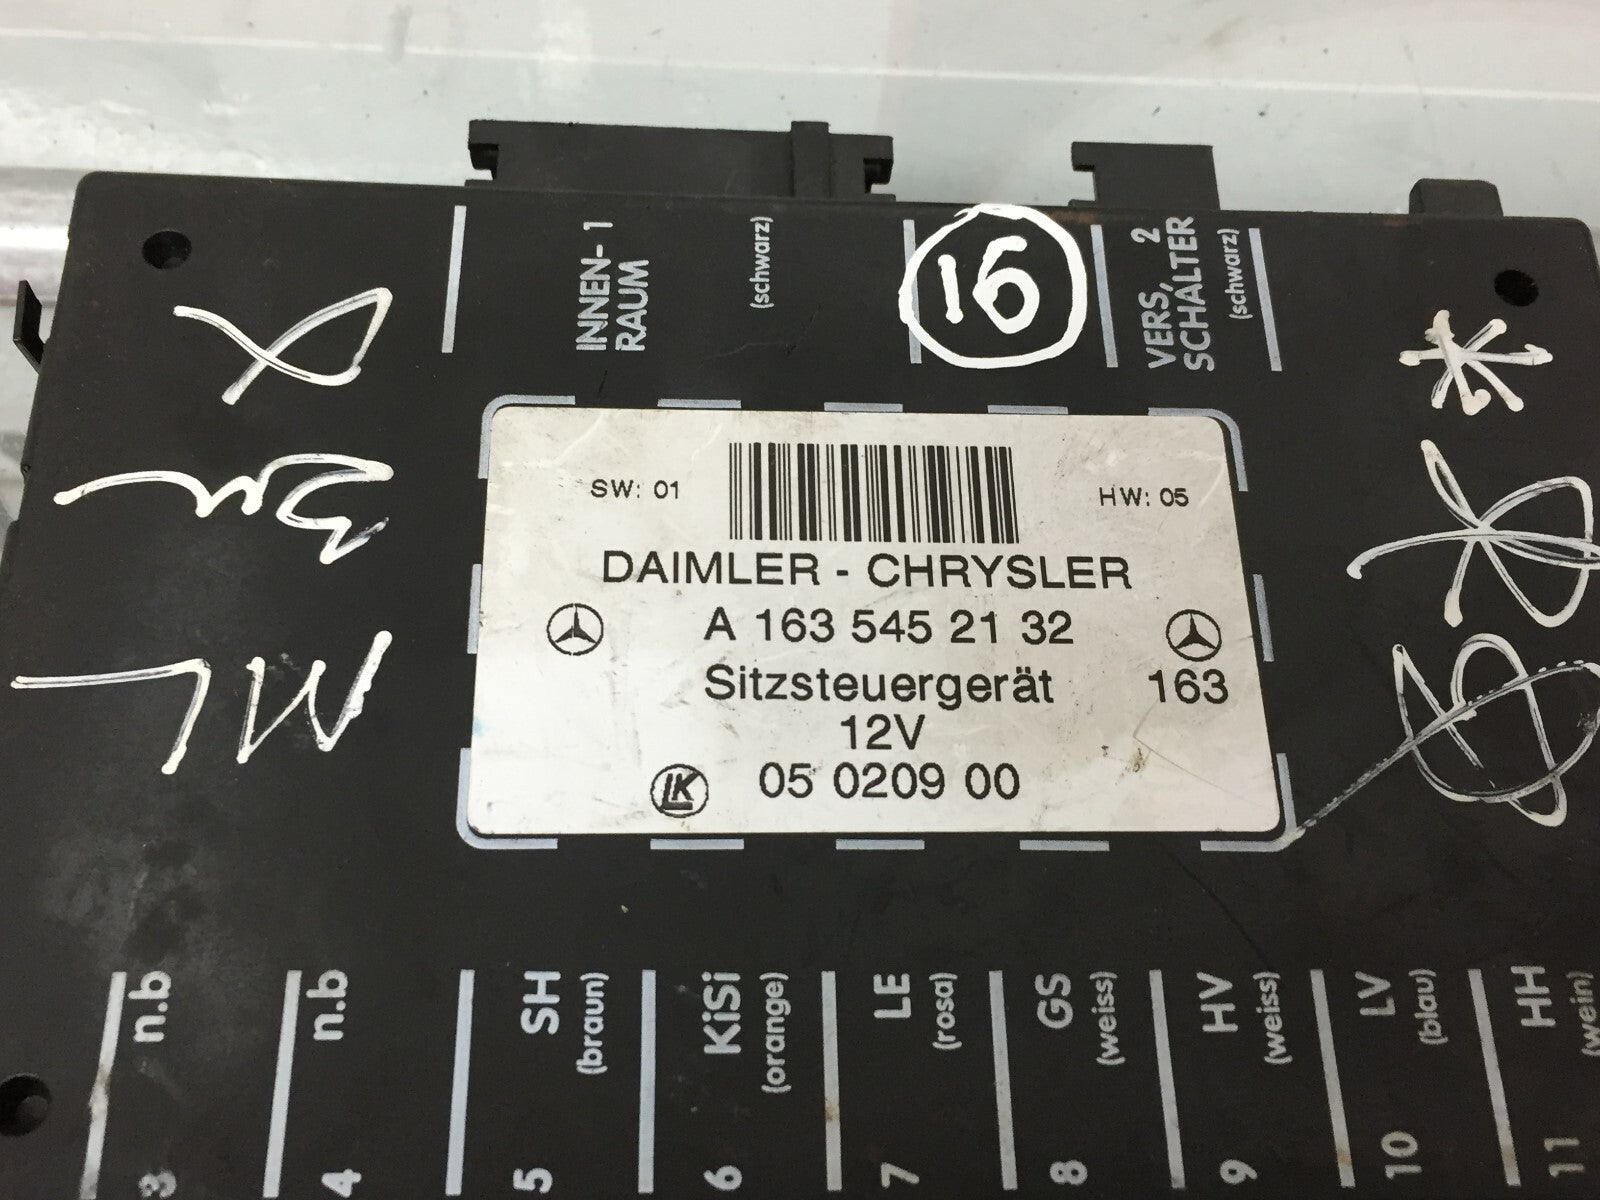 INNEN- 1
RAUM
(schwarz)
16
VERS, 2
SCHALTER
(schwarz)
ML
SW: 01
HW: 05
DAIMLER - CHRYSLER
A 163 545 21 32
Sitzsteuergerät 163
12V
LK
05 0209 00
n.b
3
n.b
4
SH
(braun)
5
KiSi
(orange)
6
LE
(rosa)
7
GS
(weiss)
8
HV
(weiss)
9
LV
(blau)
10
HH
(wein)
11